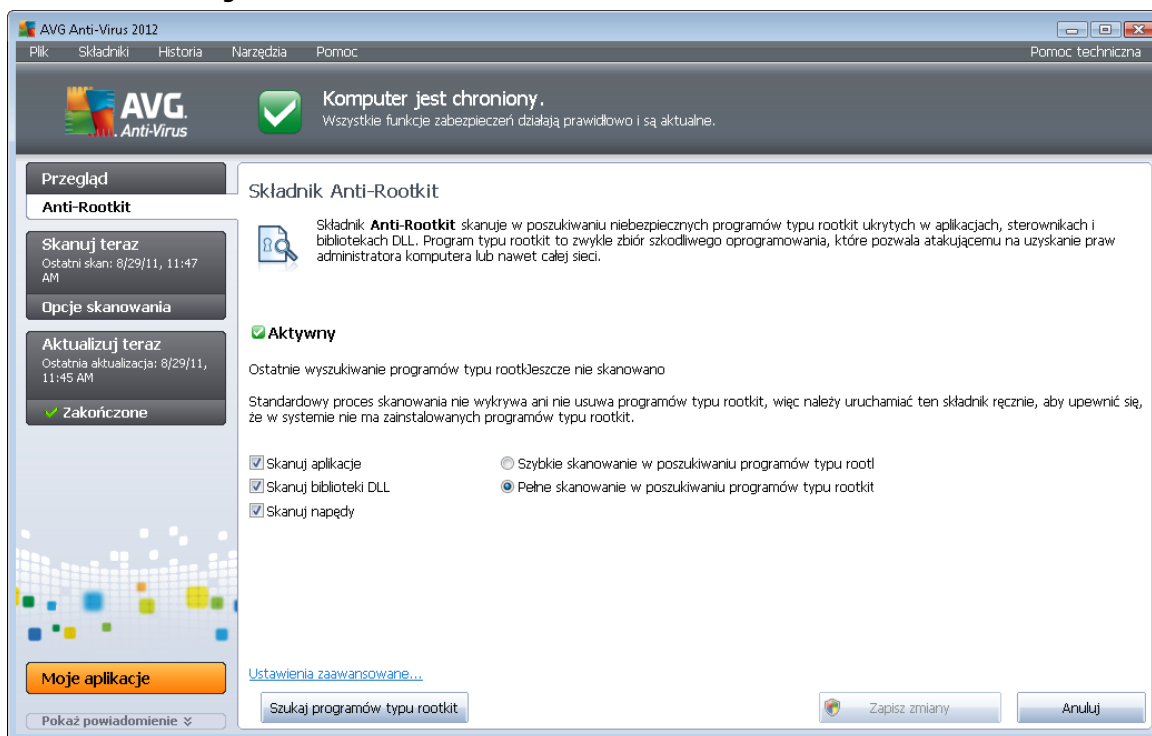 AVG Anti-Virus 2012
Plik Składniki Historia Narzędzia Pomoc Pomoc techniczna
AVG.
Anti-Virus
Komputer jest chroniony.
Wszystkie funkcje zabezpieczeń działają prawidłowo i są aktualne.
Przegląd
Anti-Rootkit
Skanuj teraz
Ostatni skan: 8/29/11, 11:47
AM
Opcje skanowania
Aktualizuj teraz
Ostatnia aktualizacja: 8/29/11,
11:45 AM
Zakończone
Moje aplikacje
Pokaż powiadomienie
Składnik Anti-Rootkit
Składnik Anti-Rootkit skanuje w poszukiwaniu niebezpiecznych programów typu rootkit ukrytych w aplikacjach, sterownikach i
bibliotekach DLL. Program typu rootkit to zwykle zbiór szkodliwego oprogramowania, które pozwala atakującemu na uzyskanie praw
administratora komputera lub nawet całej sieci.
Aktywny
Ostatnie wyszukiwanie programów typu rootkJeszcze nie skanowano
Standardowy proces skanowania nie wykrywa ani nie usuwa programów typu rootkit, więc należy uruchamiać ten składnik ręcznie, aby upewnić się,
że w systemie nie ma zainstalowanych programów typu rootkit.
Skanuj aplikacje
Skanuj biblioteki DLL
Skanuj napędy
Szybkie skanowanie w poszukiwaniu programów typu rootl
Pełne skanowanie w poszukiwaniu programów typu rootkit
Ustawienia zaawansowane...
Szukaj programów typu rootkit
Zapisz zmiany
Anuluj